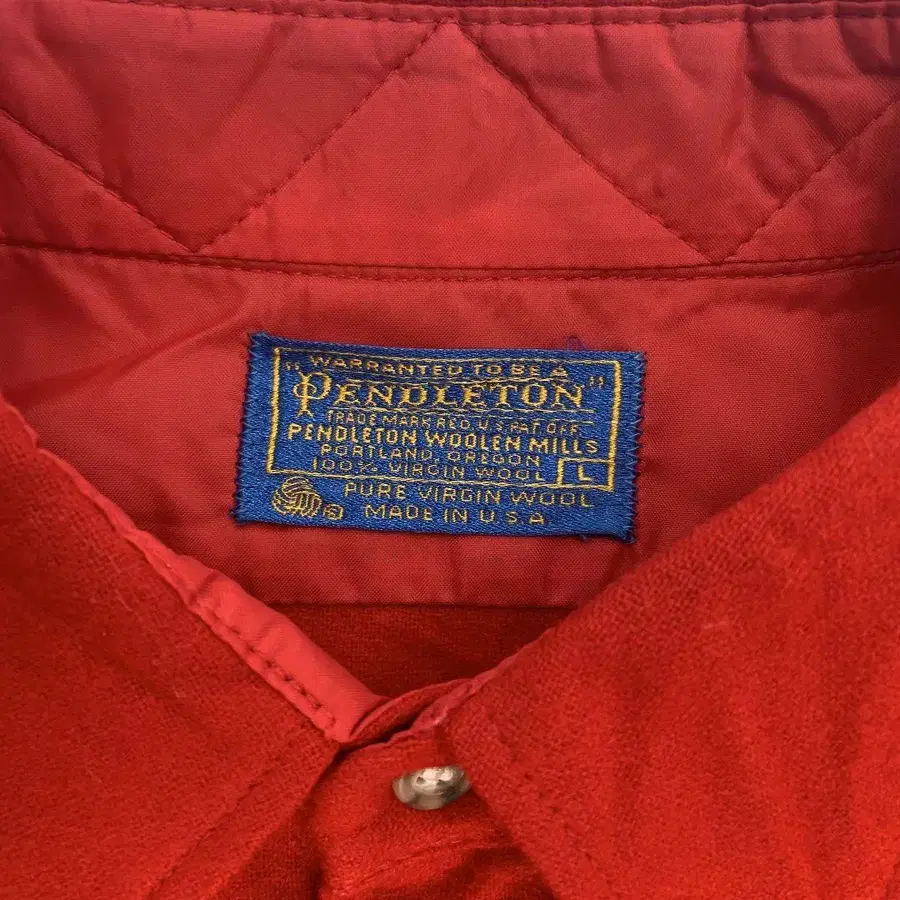 WARRANTED TO BE A
"PENDLETON"
TRADE MARK REG. U.S. PAT. OFF.
PENDLETON WOOLEN MILLS
PORTLAND, OREGON
100% VIRGIN WOOL L
PURE VIRGIN WOOL
MADE IN U.S.A.